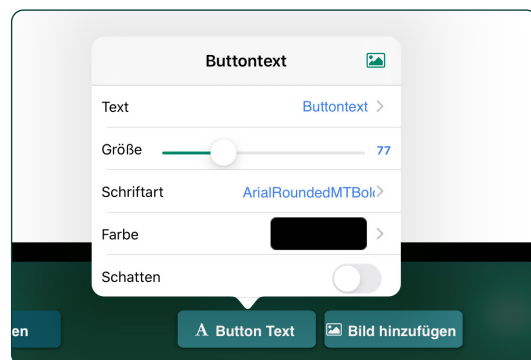 Buttontext
Text Buttontext
Größe 77
Schriftart ArialRoundedMTBol
Farbe
Schatten
en A Button Text Bild hinzufügen